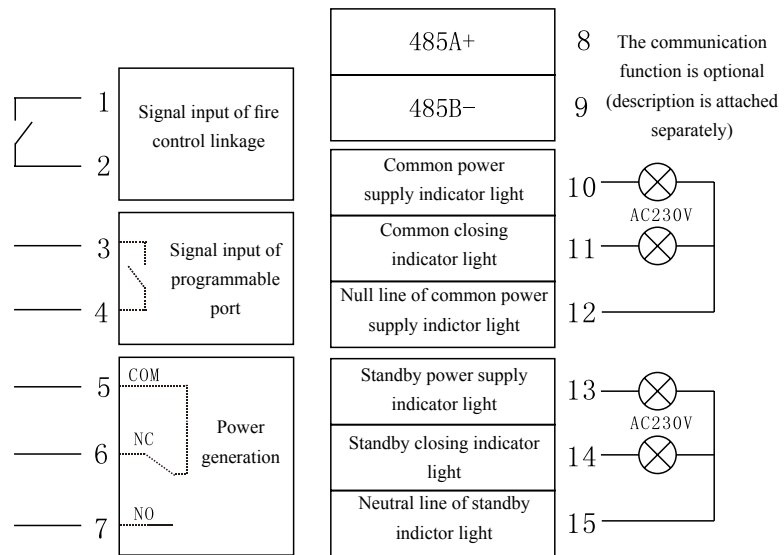 1
2
Signal input of fire
control linkage
3
4
Signal input of
programmable
port
5
6
7
COM
NC
NO
Power
generation
485A+
8
485B-
9
The communication
function is optional
(description is attached
separately)
Common power
supply indicator light
10
AC230V
Common closing
indicator light
11
Null line of common power
supply indictor light
12
Standby power supply
indicator light
13
AC230V
Standby closing indicator
light
14
Neutral line of standby
indictor light
15